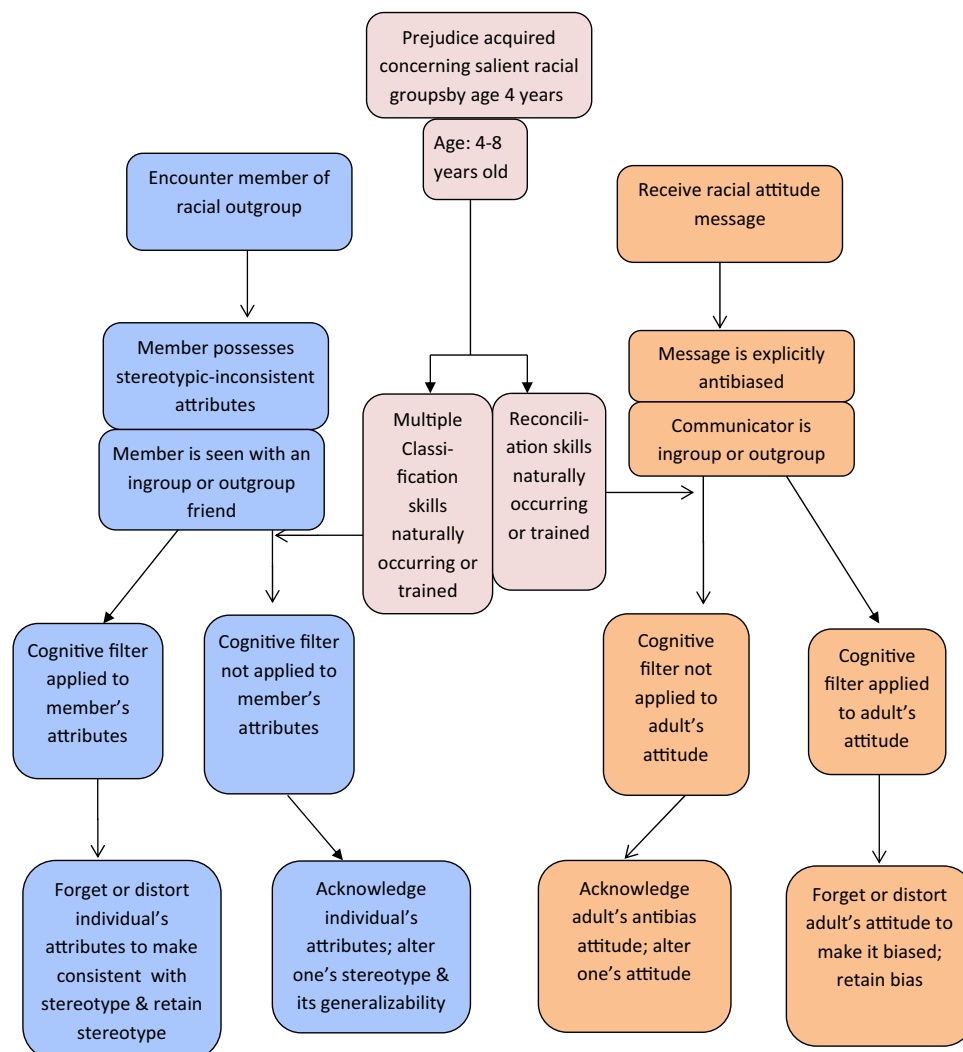 Prejudice acquired
concerning salient racial
groupsby age 4 years
Age: 4-8
years old
Encounter member of
racial outgroup
Receive racial attitude
message
Member possesses
stereotypic-inconsistent
attributes
Member is seen with an
ingroup or outgroup
friend
Multiple
Classi-
fication
skills
naturally
occurring or
trained
Reconcili-
ation skills
naturally
occurring
or trained
Message is explicitly
antibiased
Communicator is
ingroup or outgroup
Cognitive filter
applied to
member’s
attributes
Cognitive filter
not applied to
member’s
attributes
Cognitive
filter not
applied to
adult’s
attitude
Cognitive
filter applied
to adult’s
attitude
Forget or distort
individual’s
attributes to make
consistent with
stereotype & retain
stereotype
Acknowledge
individual’s
attributes; alter
one’s stereotype &
its generalizability
Acknowledge
adult’s antibias
attitude; alter
one’s attitude
Forget or distort
adult’s attitude to
make it biased;
retain bias